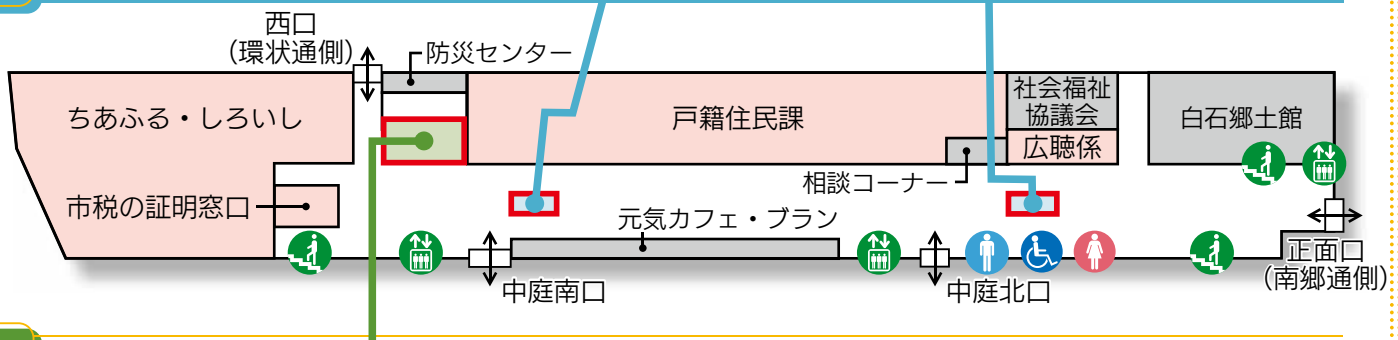 西口
(環状通側)
防災センター
ちあふる・しろいし
戸籍住民課
社会福祉
協議会
広聴係
白石郷土館
相談コーナー
市税の証明窓口
元気カフェ・ブラン
中庭南口
中庭北口
正面口
(南郷通側)